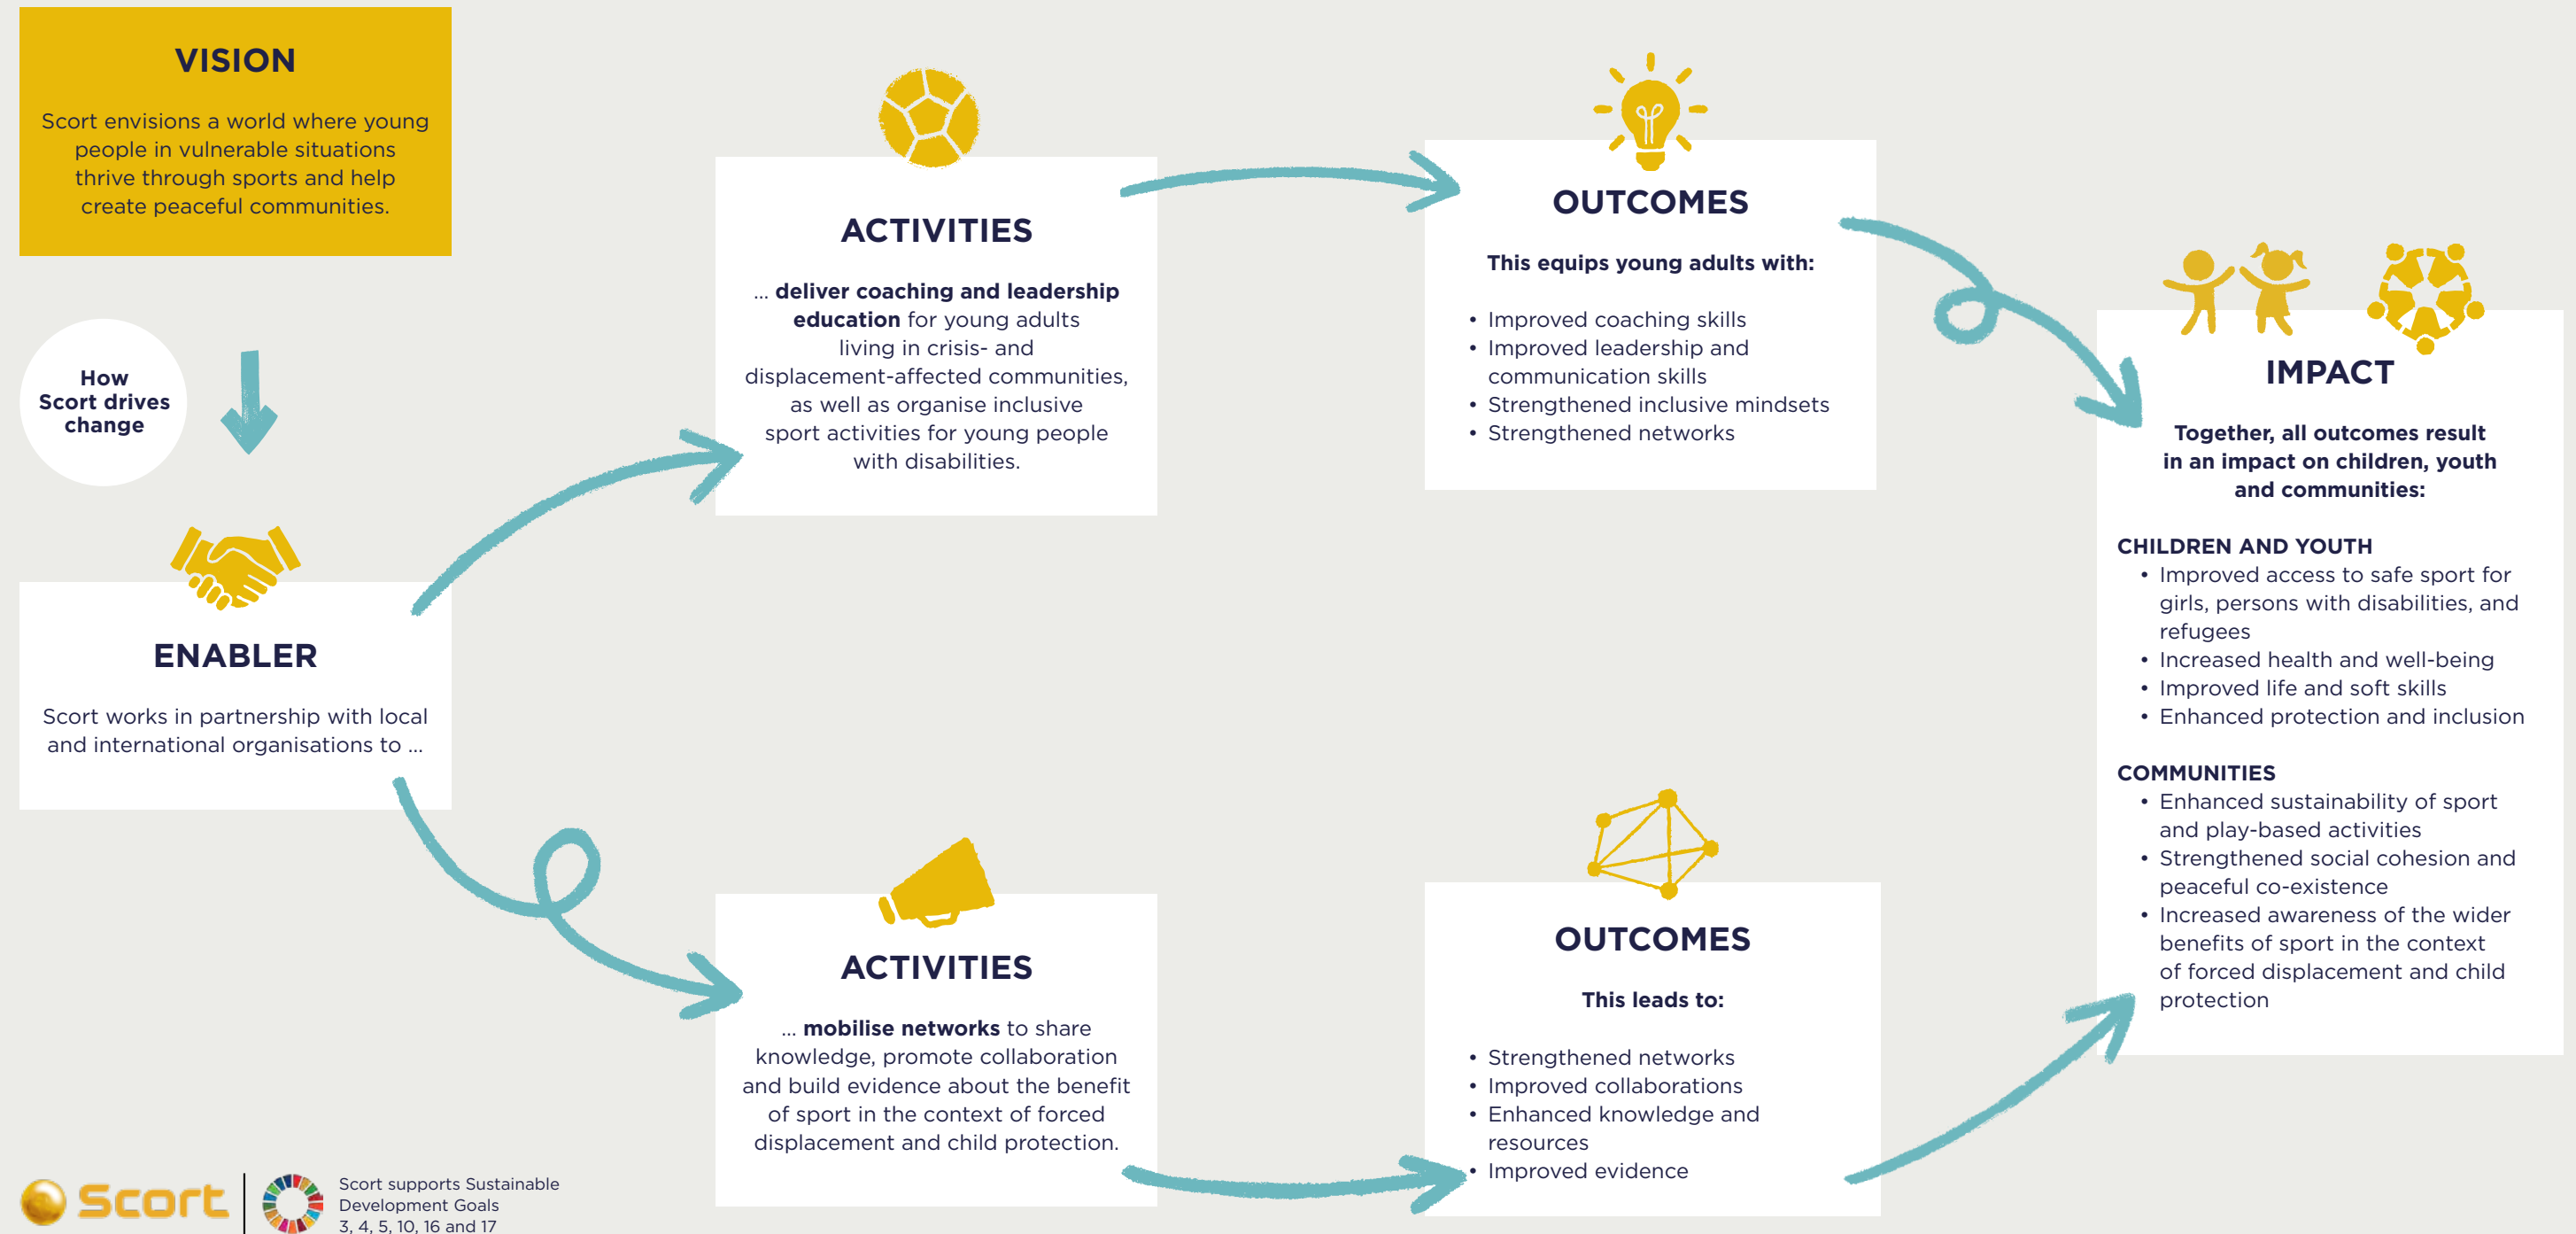 VISION
Scort envisions a world where young
people in vulnerable situations
thrive through sports and help
create peaceful communities.
How
Scort drives
change
ENABLER
Scort works in partnership with local
and international organisations to ...
ACTIVITIES
... deliver coaching and leadership
education for young adults
living in crisis- and
displacement-affected communities,
as well as organise inclusive
sport activities for young people
with disabilities.
OUTCOMES
This equips young adults with:
• Improved coaching skills
• Improved leadership and
communication skills
• Strengthened inclusive mindsets
• Strengthened networks
ACTIVITIES
... mobilise networks to share
knowledge, promote collaboration
and build evidence about the benefit
of sport in the context of forced
displacement and child protection.
OUTCOMES
This leads to:
• Strengthened networks
• Improved collaborations
• Enhanced knowledge and
resources
• Improved evidence
IMPACT
Together, all outcomes result
in an impact on children, youth
and communities:
CHILDREN AND YOUTH
• Improved access to safe sport for
girls, persons with disabilities, and
refugees
• Increased health and well-being
• Improved life and soft skills
• Enhanced protection and inclusion
COMMUNITIES
• Enhanced sustainability of sport
and play-based activities
• Strengthened social cohesion and
peaceful co-existence
• Increased awareness of the wider
benefits of sport in the context
of forced displacement and child
protection
Scort
Scort supports Sustainable
Development Goals
3, 4, 5, 10, 16 and 17